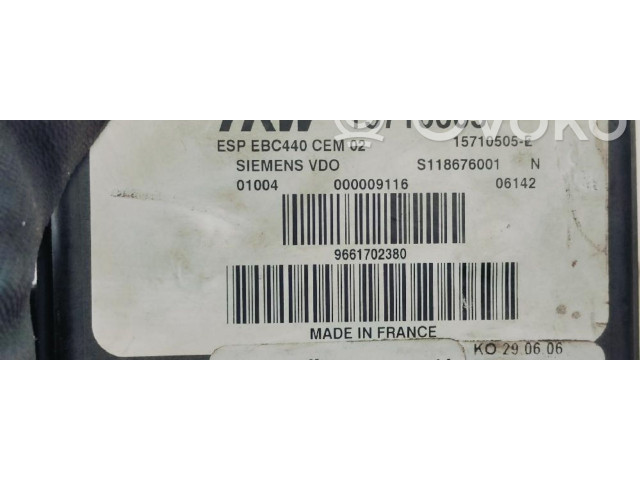 TRW
ESP EBC440 CEM 02 15710505-E
SIEMENS VDO S118676001 N
01004 000009116 06142
9661702380
MADE IN FRANCE
KO 29.06.06